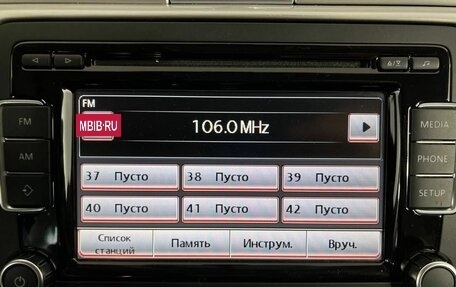 FM
MBIB.RU
106.0 MHz
37 Пусто
38 Пусто
39 Пусто
40 Пусто
41 Пусто
42 Пусто
Список станций
Память
Инструм.
Вруч.
FM
AM
MEDIA
PHONE
SETUP